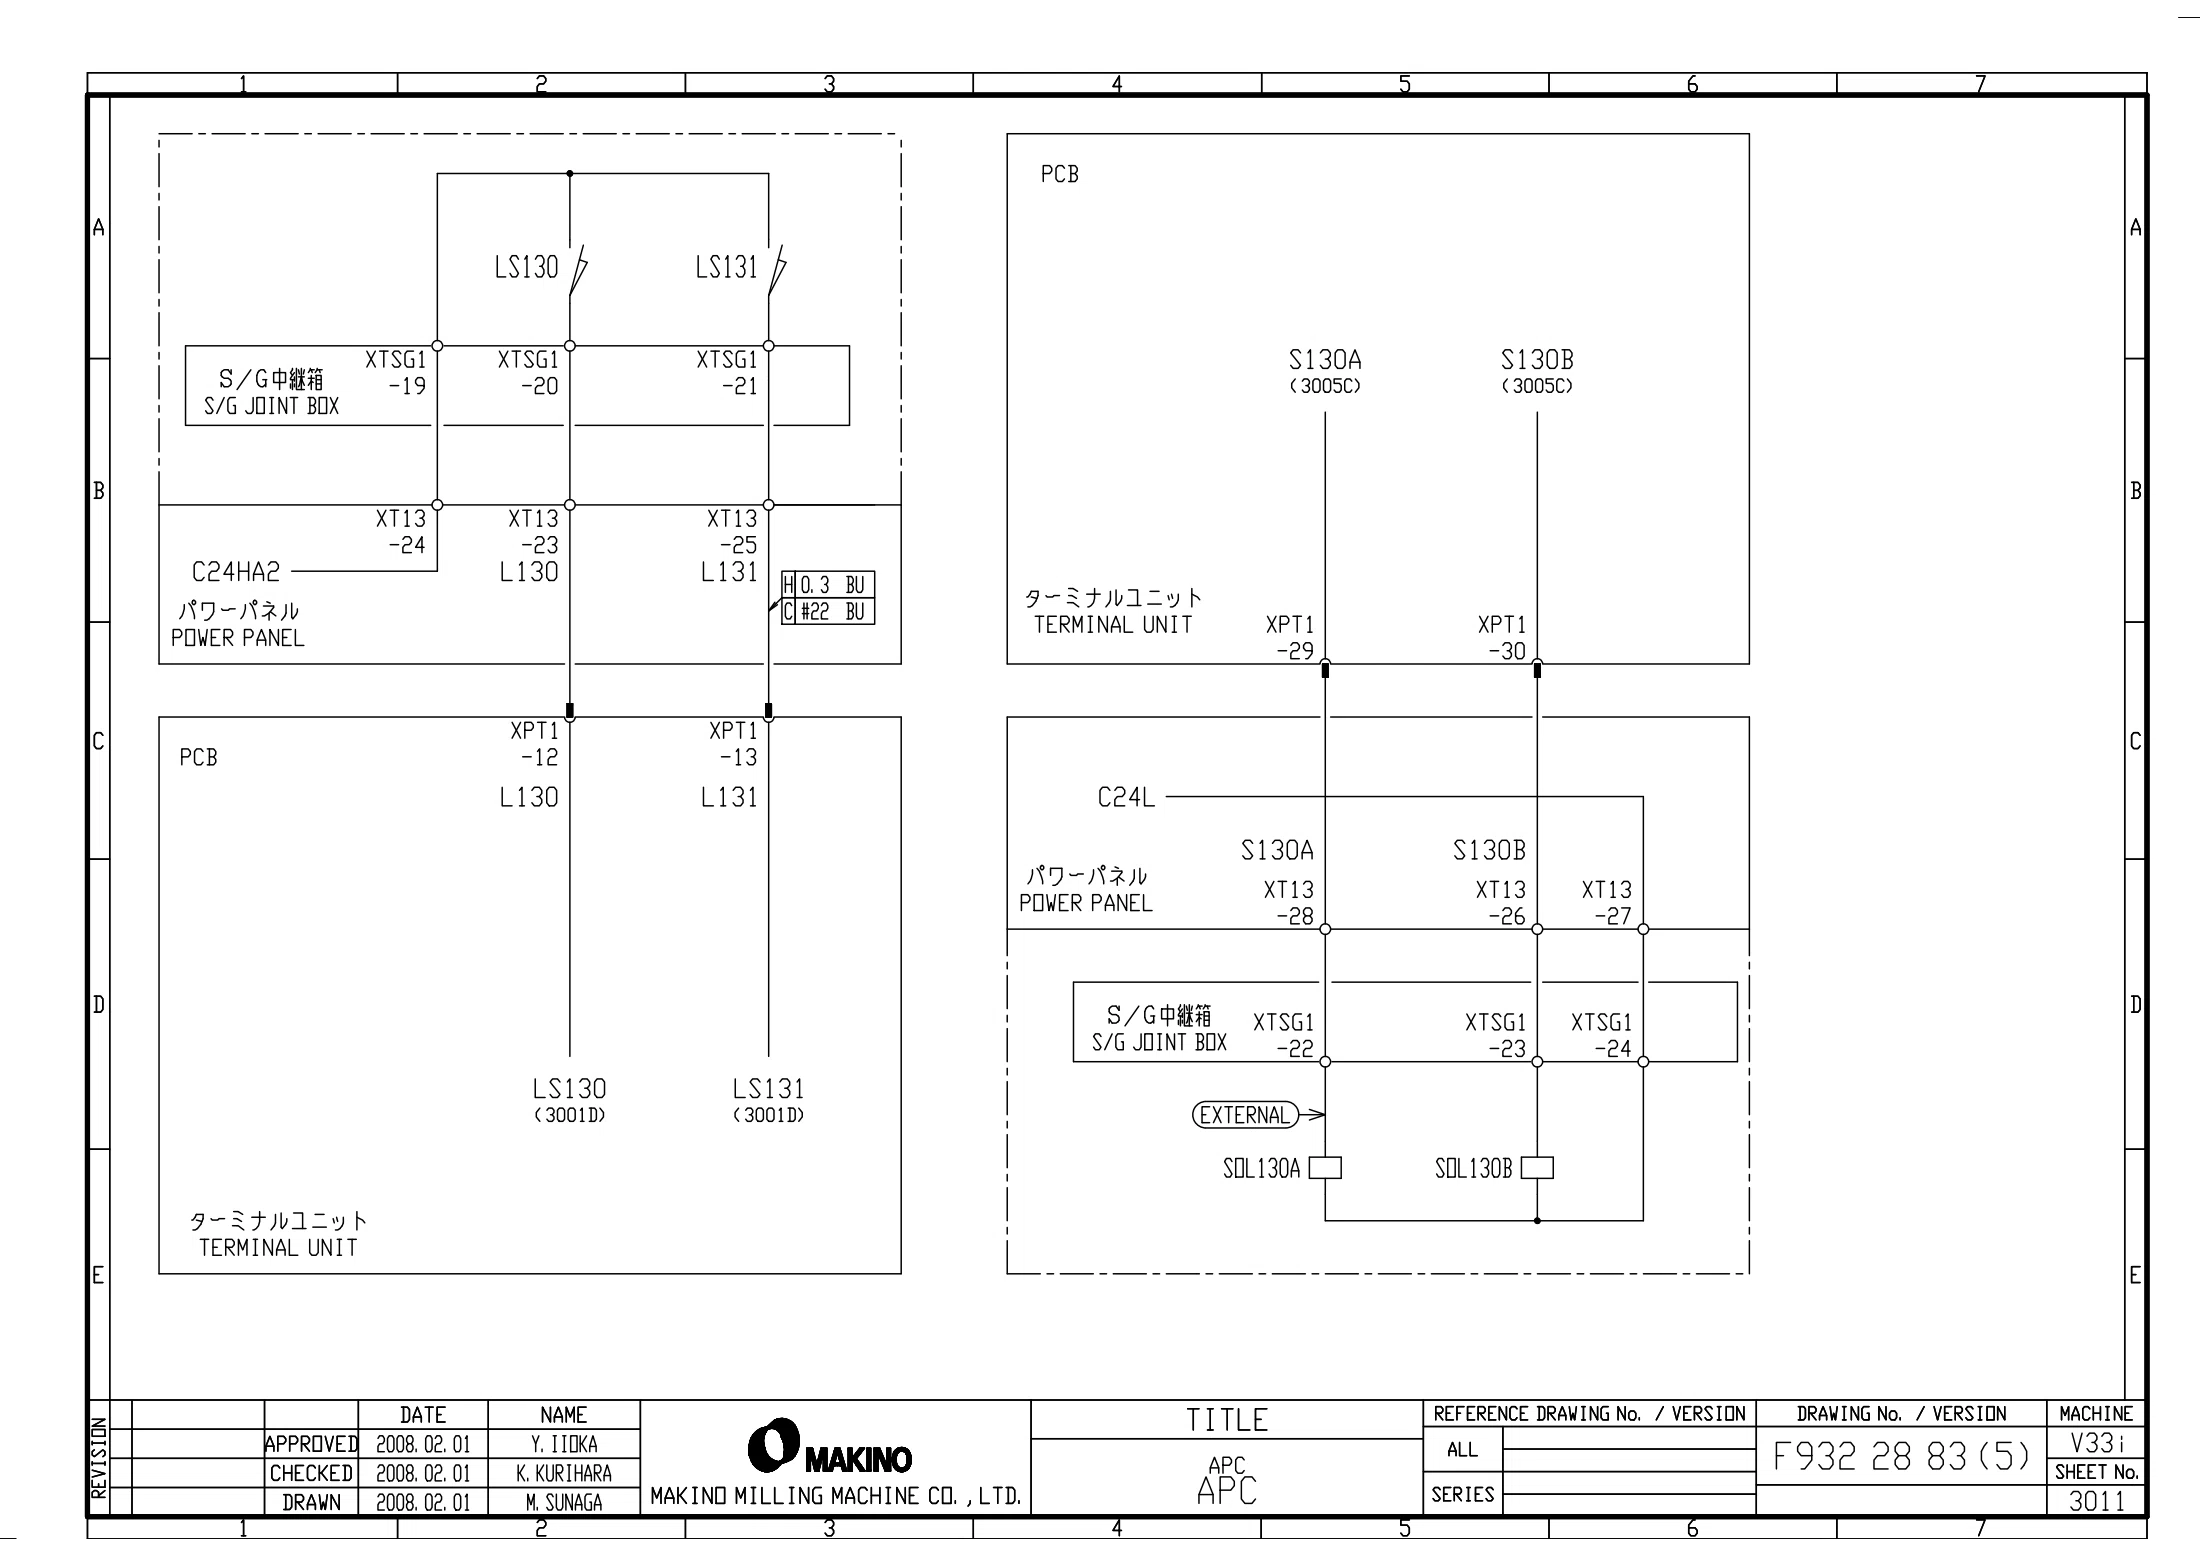 1 2 3 4 5 6 7
A A
B B
C C
D D
E E
LS130 LS131
XTSG1 XTSG1 XTSG1
-19 -20 -21
S/G中継箱
S/G JOINT BOX
XT13 XT13 XT13
-24 -23 -25
C24HA2 L130 L131
H 0.3 BU
C #22 BU
パワーパネル
POWER PANEL
PCB
XPT1 XPT1
-12 -13
L130 L131
LS130 LS131
(3001D) (3001D)
ターミナルユニット
TERMINAL UNIT
PCB
S130A S130B
(3005C) (3005C)
ターミナルユニット
TERMINAL UNIT
XPT1 XPT1
-29 -30
C24L
S130A S130B
パワーパネル
POWER PANEL
XT13 XT13 XT13
-28 -26 -27
S/G中継箱
S/G JOINT BOX
XTSG1 XTSG1 XTSG1
-22 -23 -24
EXTERNAL
SOL130A SOL130B
REVISION
DATE NAME
APPROVED 2008.02.01 Y. IIOKA
CHECKED 2008.02.01 K. KURIHARA
DRAWN 2008.02.01 M. SUNAGA
MAKINO
MAKINO MILLING MACHINE CO., LTD.
TITLE
APC
APC
REFERENCE DRAWING No. / VERSION
ALL
SERIES
DRAWING No. / VERSION
F932 28 83 (5)
MACHINE
V33i
SHEET No.
3011
1 2 3 4 5 6 7